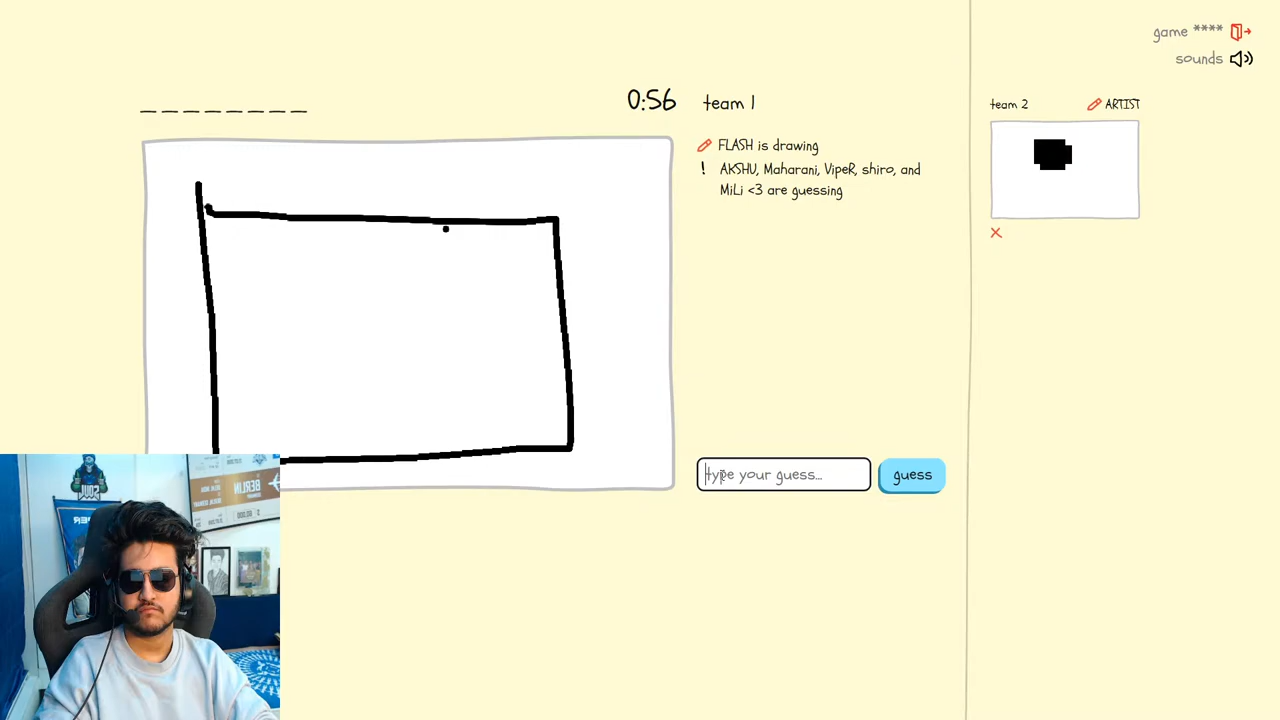 game ****
sounds
0:56
team 1
team 2
ARTIST
FLASH is drawing
! AKSHU, Maharani, VipeR, shiro, and
MiLi <3 are guessing
type your guess...
guess
BERLIN